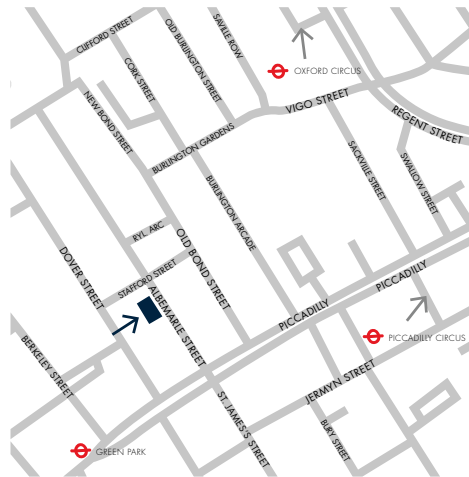 CLIFFORD STREET
OLD BURLINGTON STREET
SAVILLE ROW
CORK STREET
OXFORD CIRCUS
NEW BOND STREET
VIGO STREET
REGENT STREET
BURLINGTON GARDENS
SACKVILLE STREET
SWALLOW STREET
BURLINGTON ARCADE
RYL. ARC
OLD BOND STREET
DOVER STREET
STAFFORD STREET
ALBEMARLE STREET
PICCADILLY
PICCADILLY
BERKELEY STREET
PICCADILLY CIRCUS
JERMYN STREET
ST. JAMES'S STREET
BURY STREET
GREEN PARK